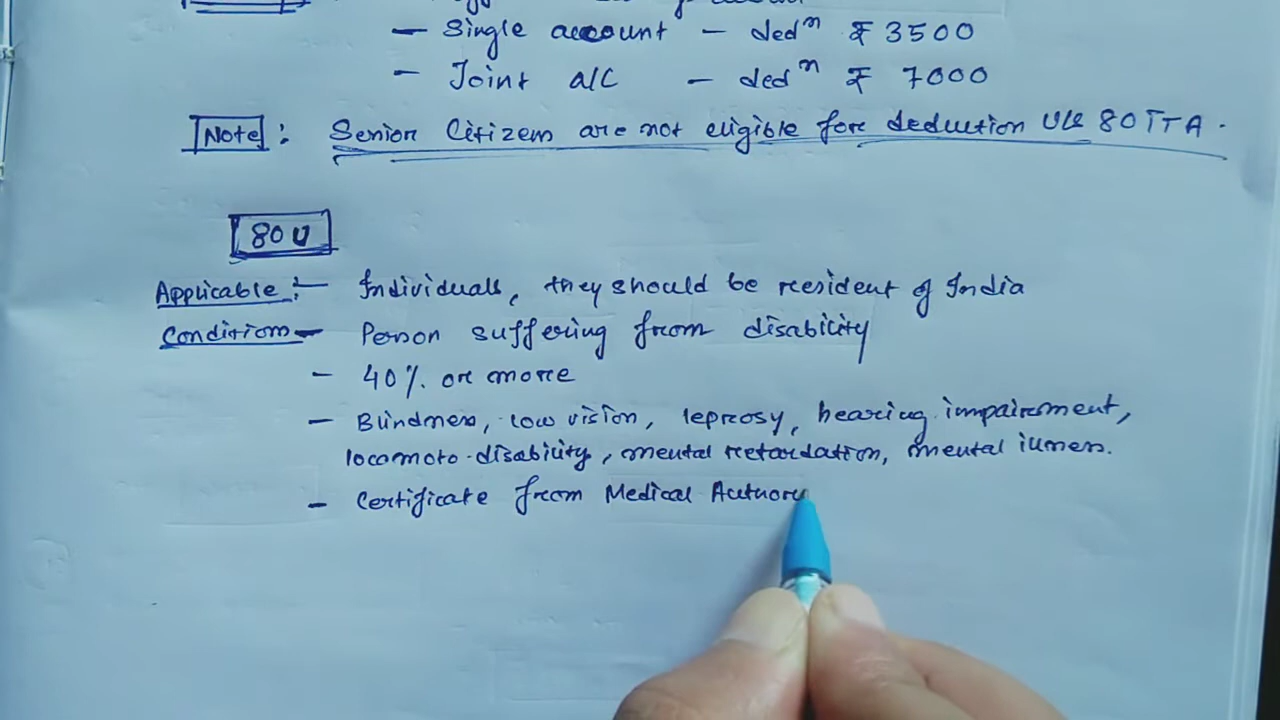 - Single account - dedⁿ ₹ 3500
- Joint a/c - dedⁿ ₹ 7000
Note : Senior Citizen are not eligible for deduction U/s 80TTA.
80U
Applicable :- Individuals, they should be resident of India
Condition - Person suffering from disability
- 40% or more
- Blindness, low vision, leprosy, hearing impairment,
locomoto-disability, mental retardation, mental illness.
- Certificate from Medical Authori